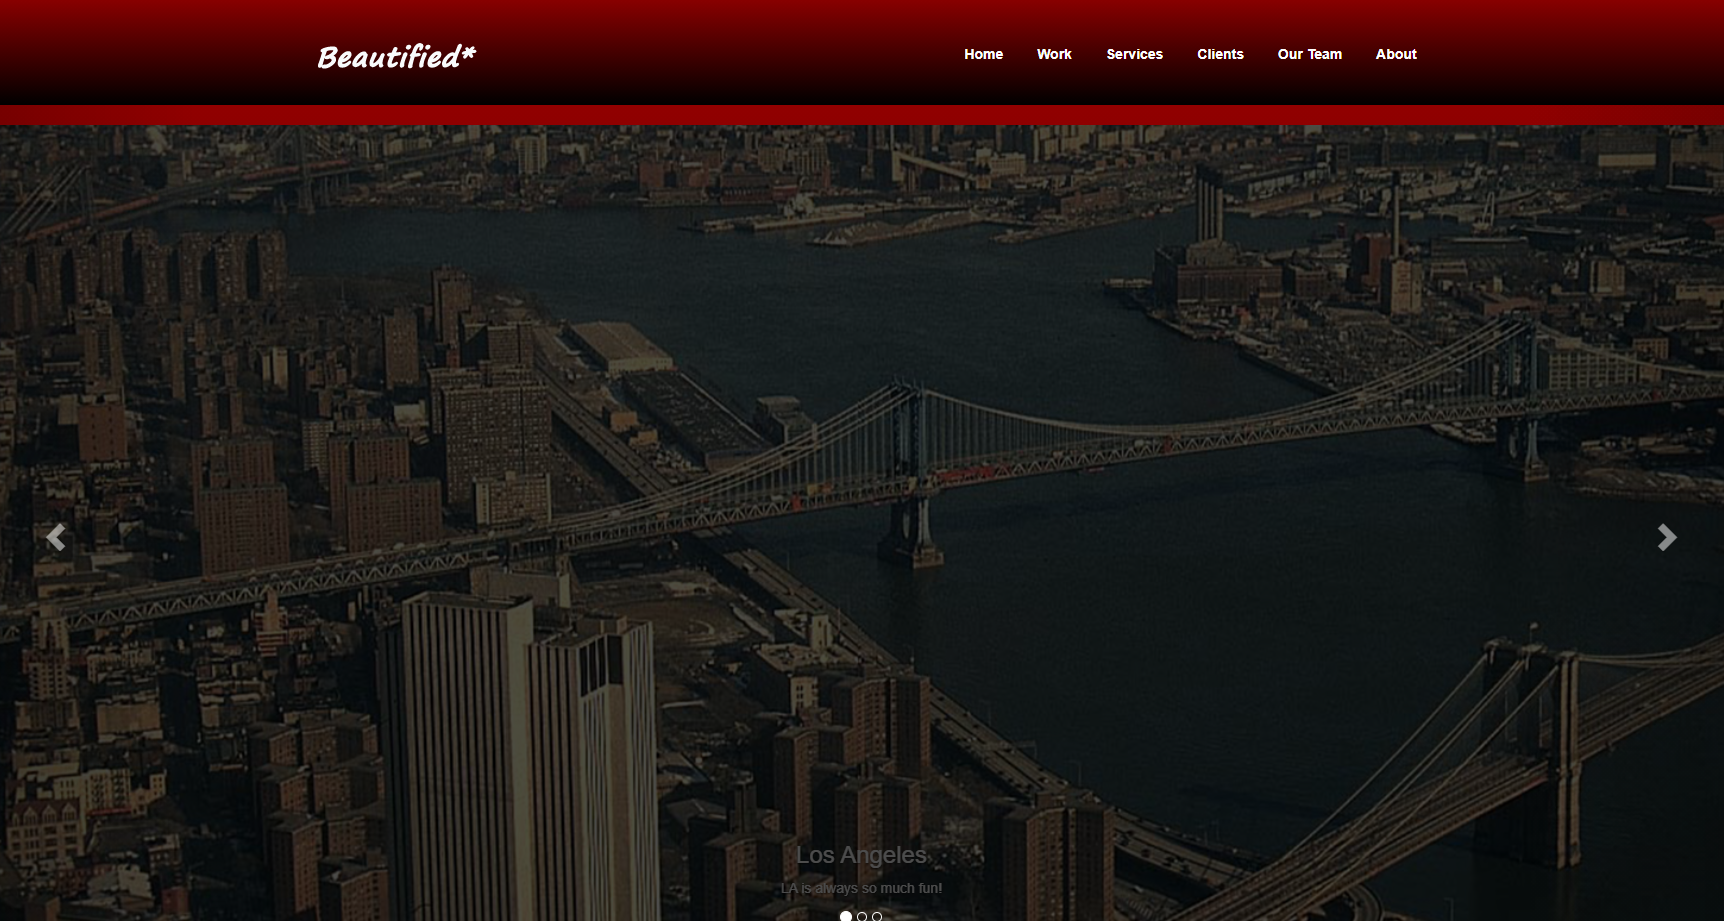 Beautified*
Home Work Services Clients Our Team About
Los Angeles
LA is always so much fun!